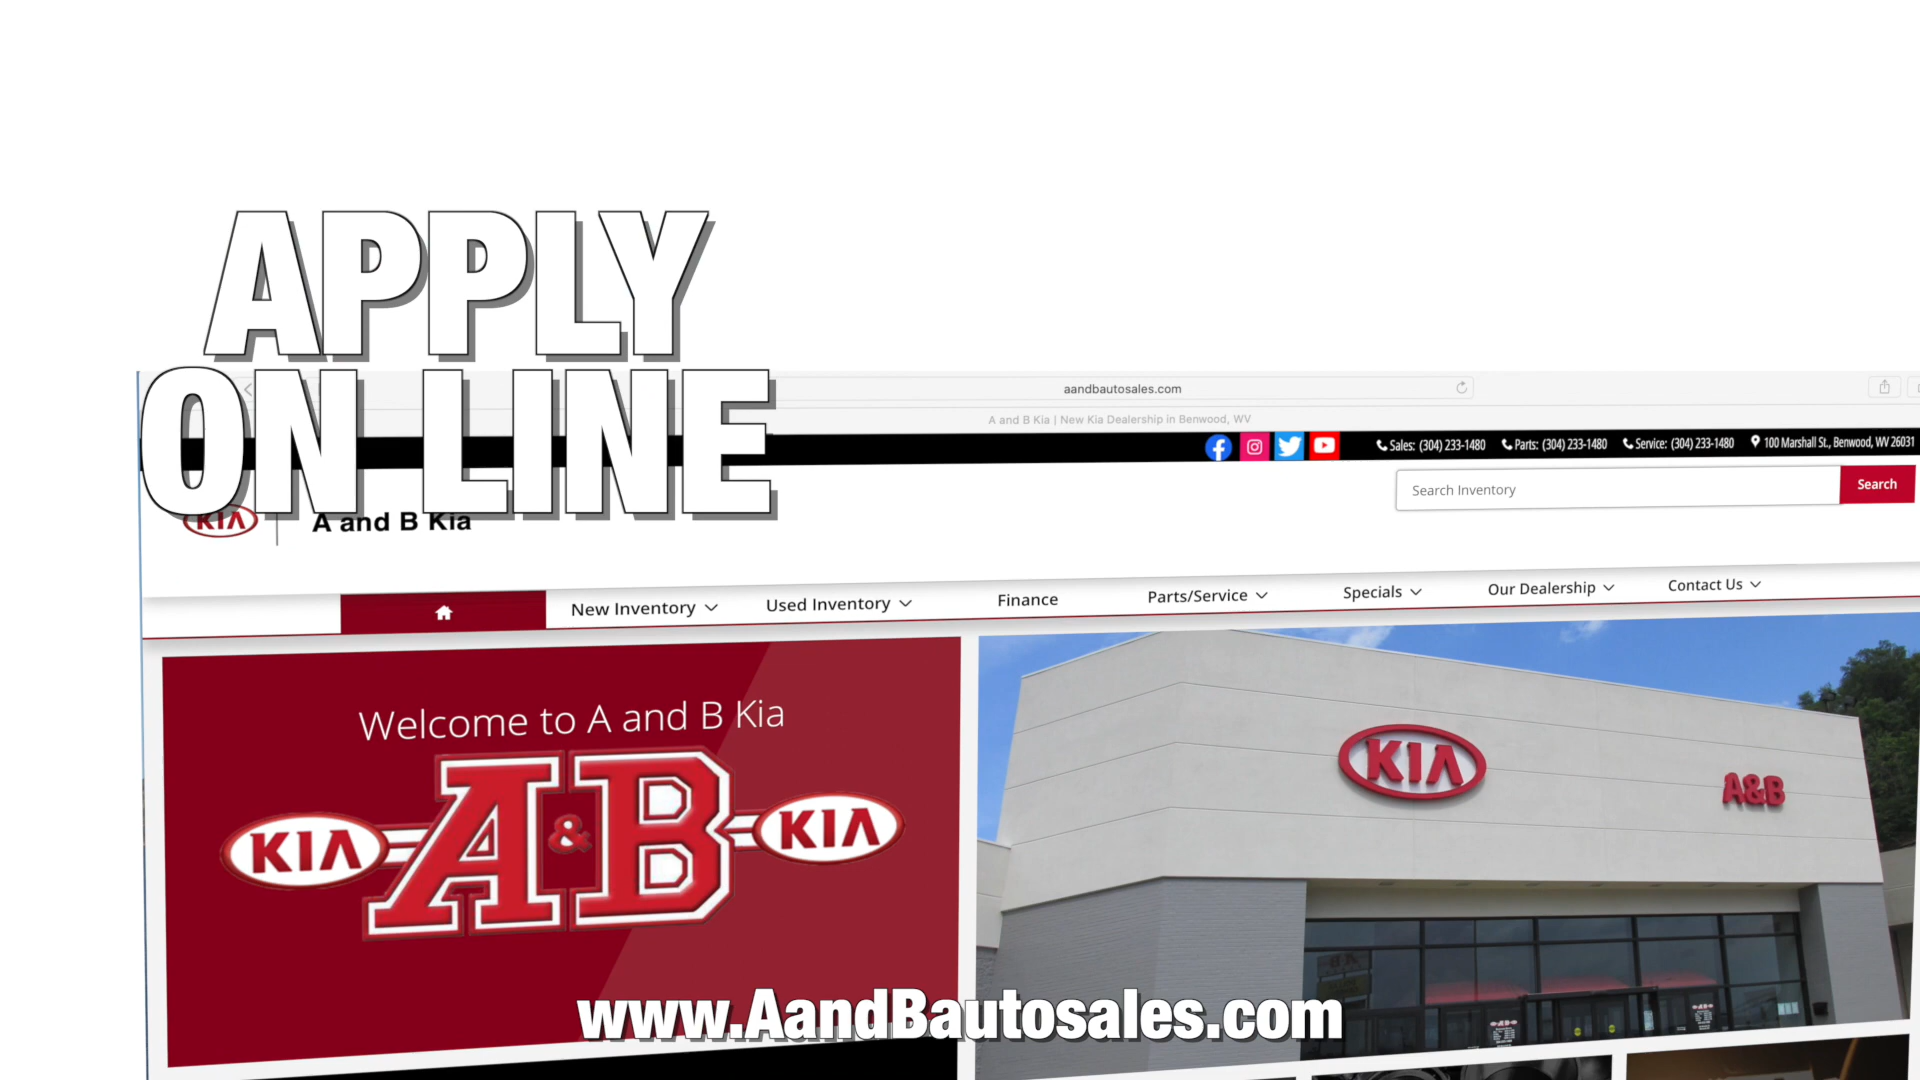 APPLY
ON LINE
aandbautosales.com
A and B Kia | New Kia Dealership in Benwood, WV
Sales: (304) 233-1480 Parts: (304) 233-1480 Service: (304) 233-1480 100 Marshall St., Benwood, WV 26031
Search Inventory Search
KIA A and B Kia
New Inventory Used Inventory Finance Parts/Service Specials Our Dealership Contact Us
Welcome to A and B Kia
KIA A&B KIA
KIA A&B
www.AandBautosales.com